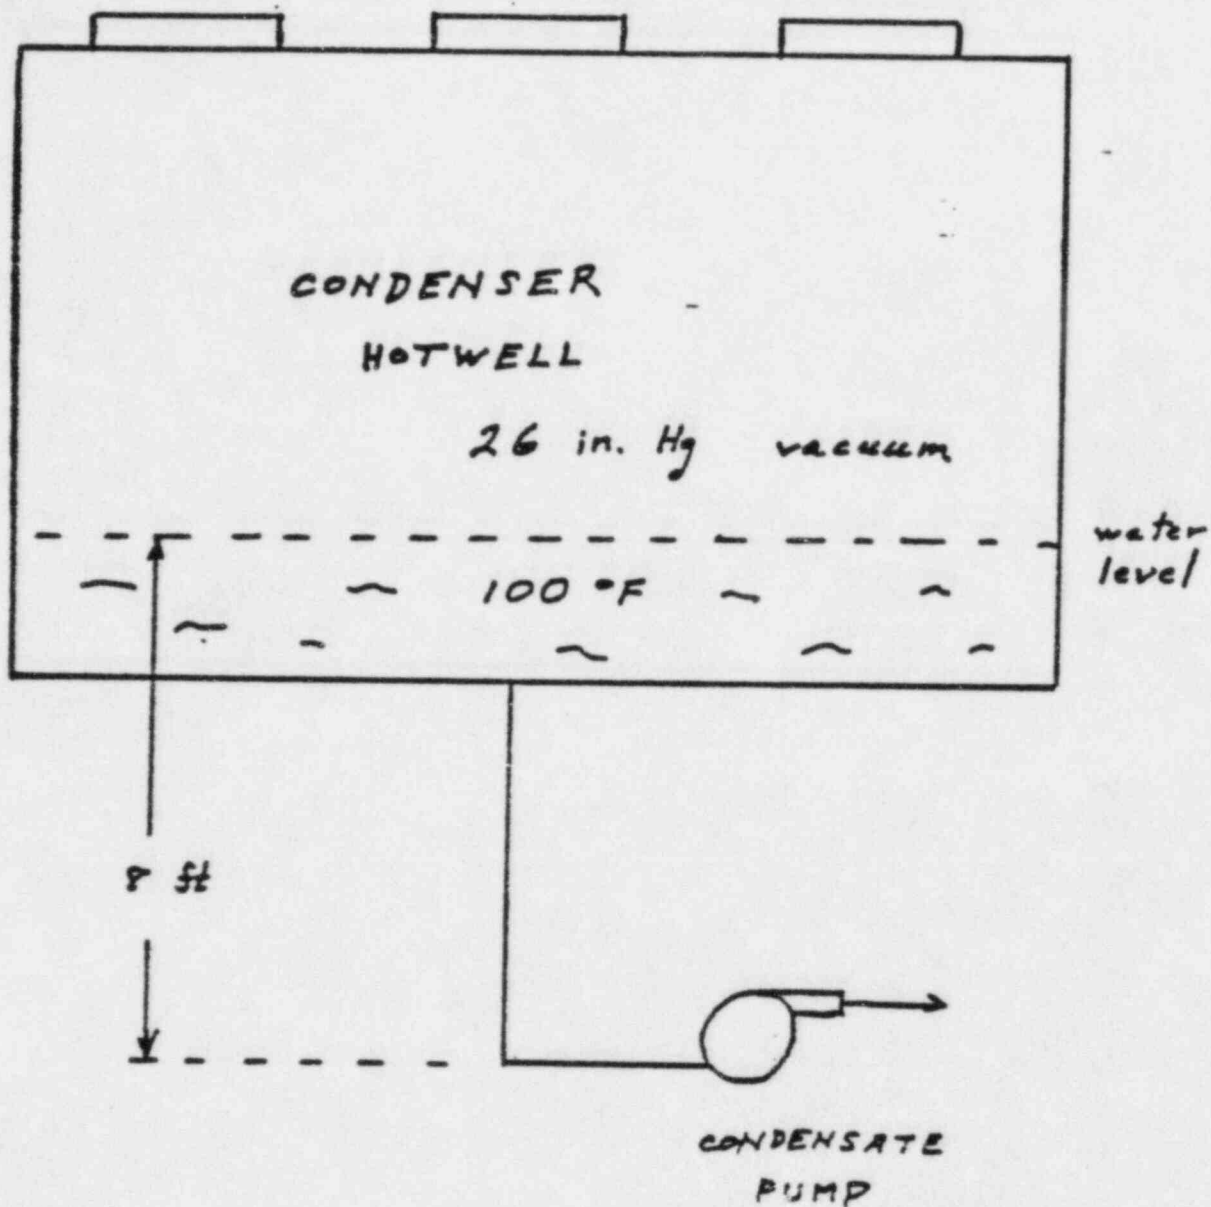 CONDENSER
HOTWELL
26 in. Hg vacuum
water
level
100 °F
8 ft
CONDENSATE
PUMP